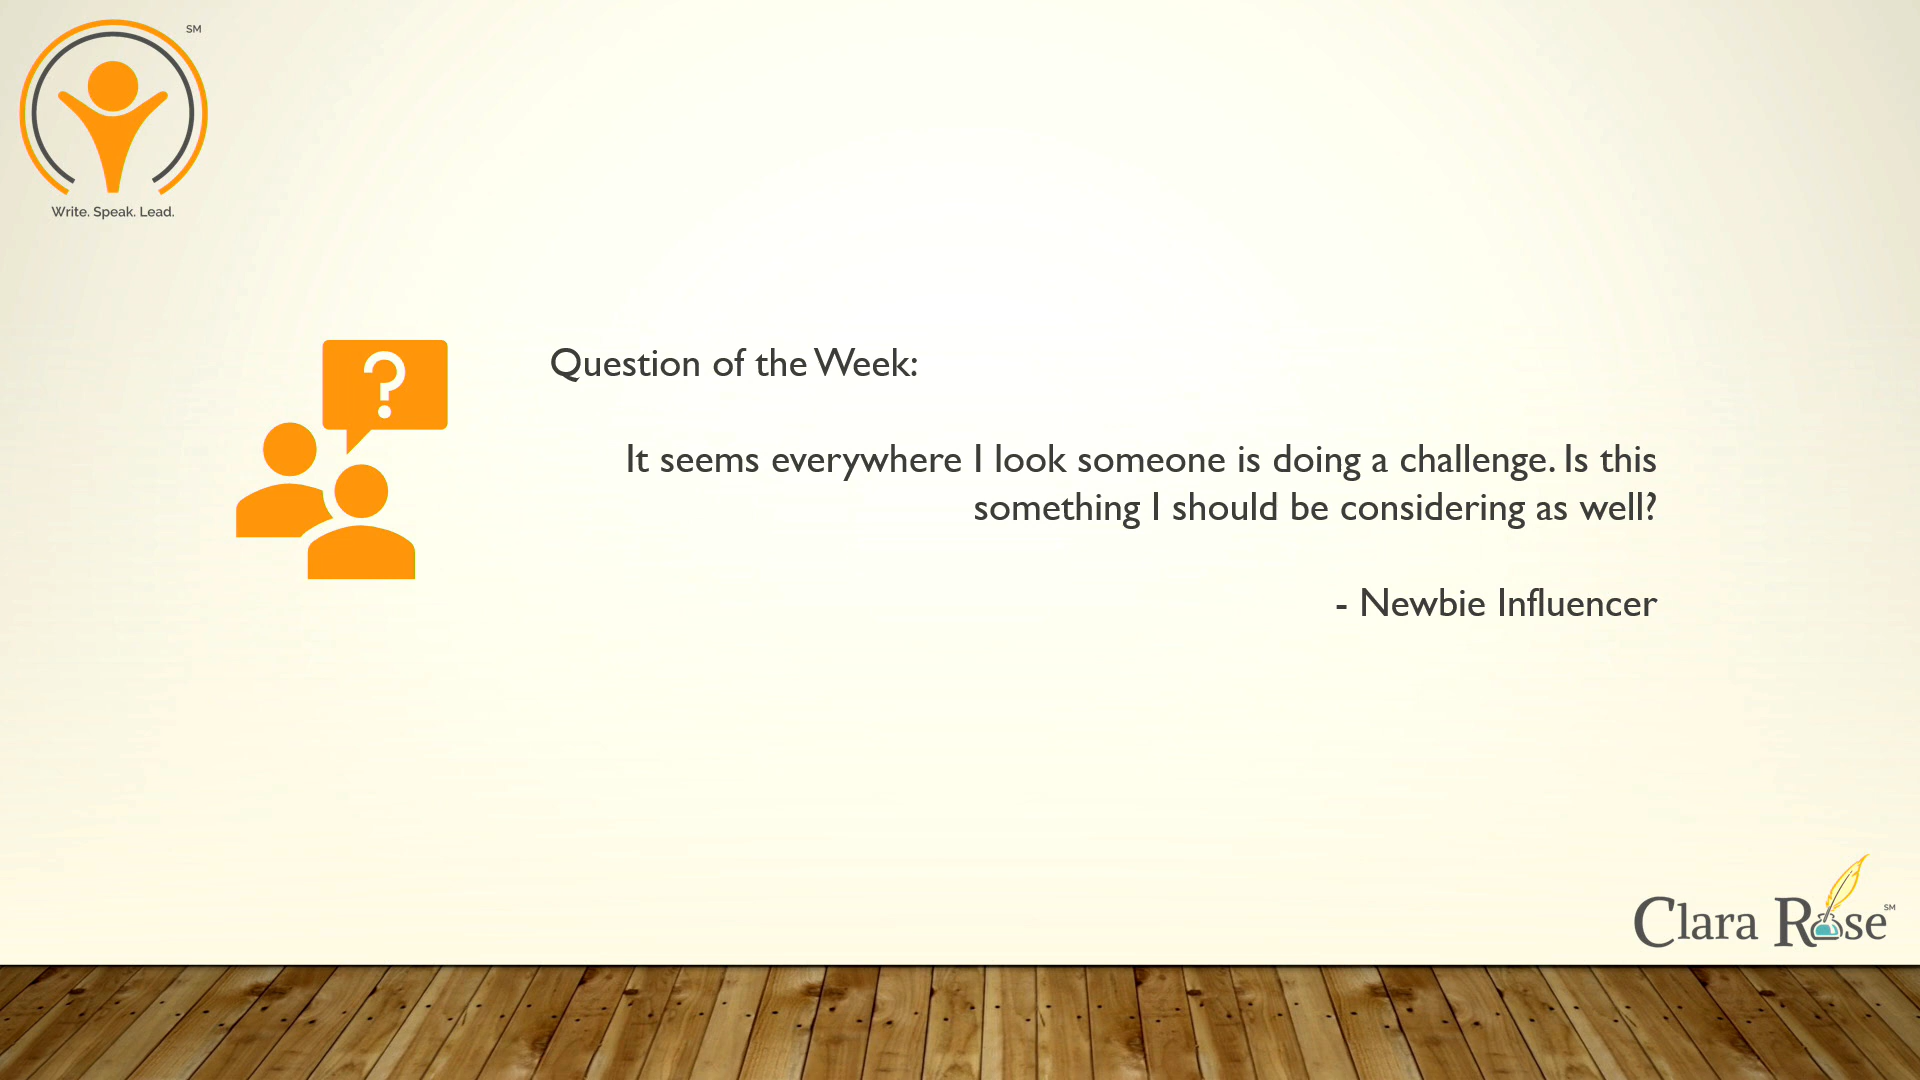 SM
Write. Speak. Lead.
?
Question of the Week:
It seems everywhere I look someone is doing a challenge. Is this
something I should be considering as well?
- Newbie Influencer
Clara Rose SM